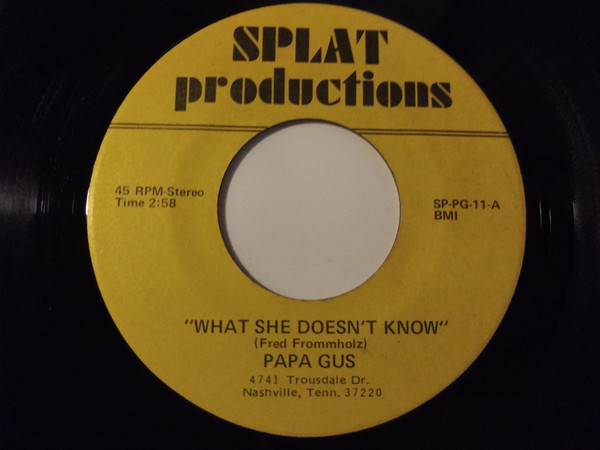 SPLAT
productions
45 RPM-Stereo
Time 2:58
SP-PG-11-A
BMI
"WHAT SHE DOESN'T KNOW"
(Fred Frommholz)
PAPA GUS
4741 Trousdale Dr.
Nashville, Tenn. 37220